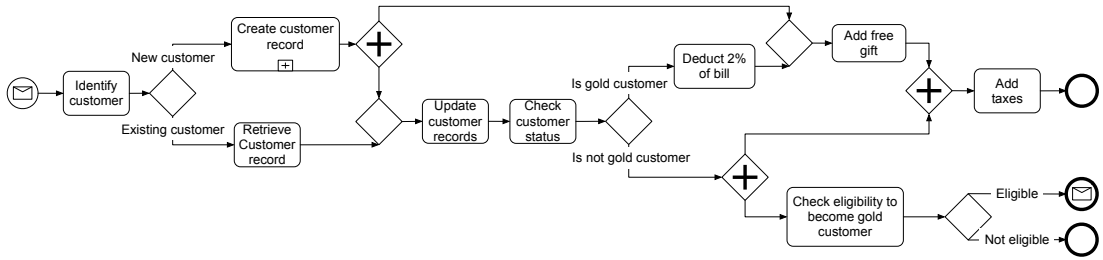 Create customer
record
New customer
Identify
customer
Existing customer
Retrieve
Customer
record
Update
customer
records
Check
customer
status
Is gold customer
Is not gold customer
Deduct 2%
of bill
Add free
gift
Add
taxes
Check eligibility to
become gold
customer
Eligible
Not eligible